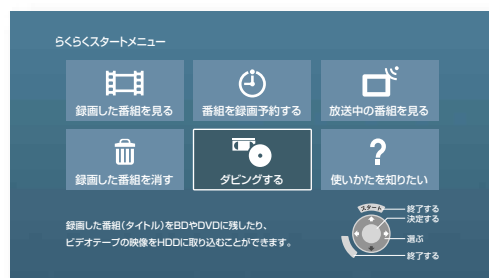 らくらくスタートメニュー
録画した番組を見る
番組を録画予約する
放送中の番組を見る
録画した番組を消す
ダビングする
?
使いかたを知りたい
録画した番組(タイトル)をBDやDVDに残したり、
ビデオテープの映像をHDDに取り込むことができます。
スタート
終了する
決定する
選ぶ
終了する